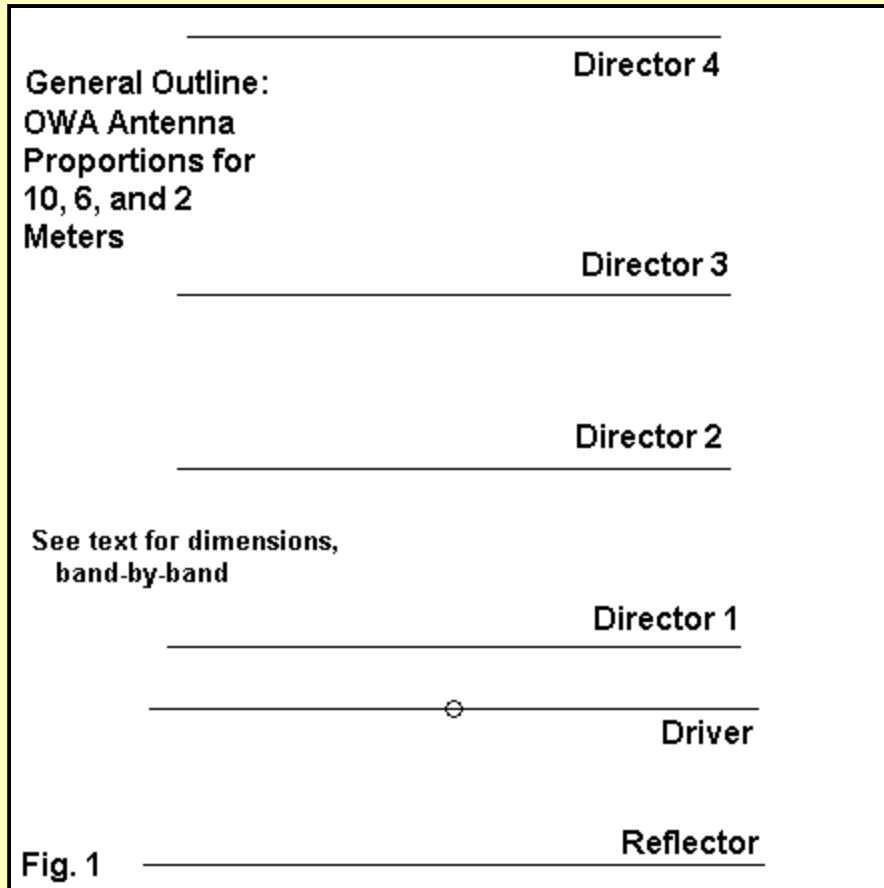 Director 4
General Outline:
OWA Antenna
Proportions for
10, 6, and 2
Meters
Director 3
Director 2
See text for dimensions,
band-by-band
Director 1
Driver
Reflector
Fig. 1